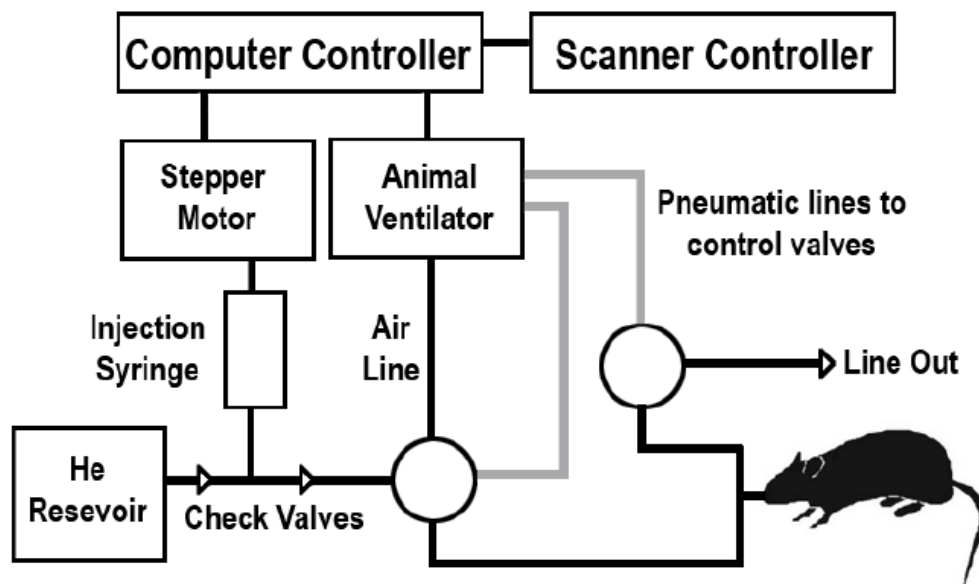 Computer Controller
Scanner Controller
Stepper
Motor
Animal
Ventilator
Pneumatic lines to
control valves
Injection
Syringe
Air
Line
Line Out
He
Resevoir
Check Valves